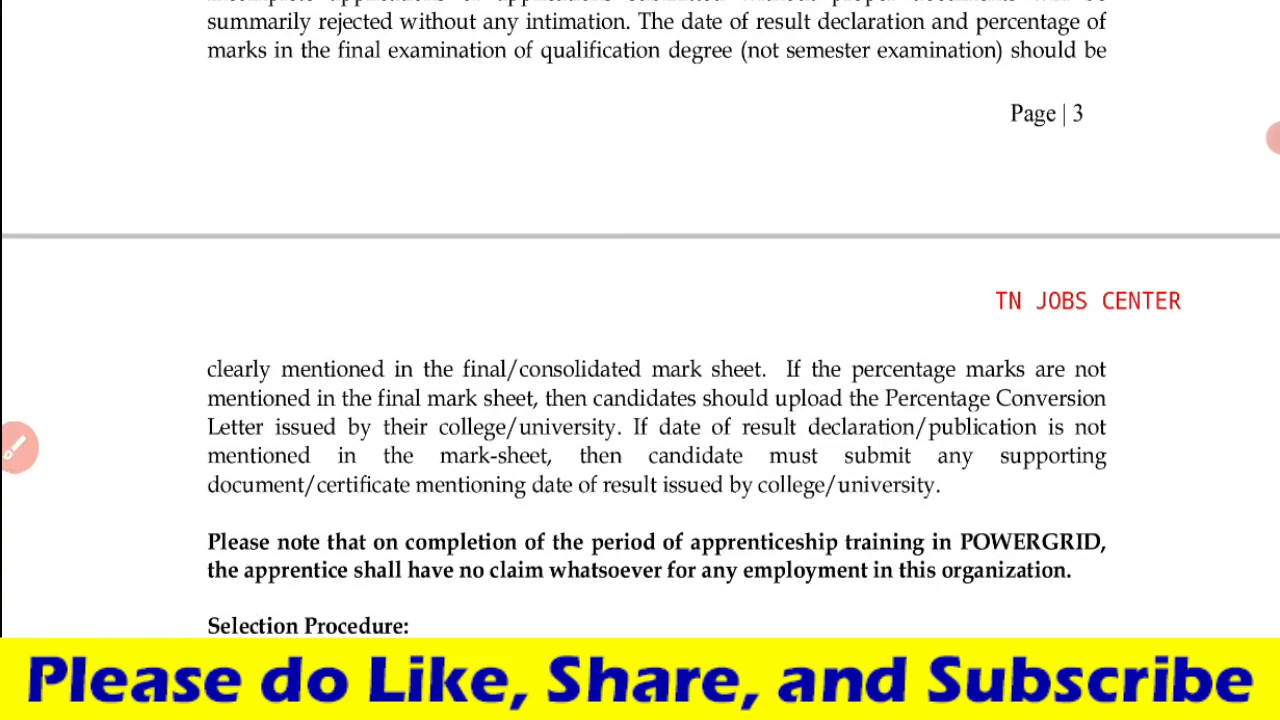 summarily rejected without any intimation. The date of result declaration and percentage of
marks in the final examination of qualification degree (not semester examination) should be
Page | 3
TN JOBS CENTER
clearly mentioned in the final/consolidated mark sheet. If the percentage marks are not
mentioned in the final mark sheet, then candidates should upload the Percentage Conversion
Letter issued by their college/university. If date of result declaration/publication is not
mentioned in the mark-sheet, then candidate must submit any supporting
document/certificate mentioning date of result issued by college/university.
Please note that on completion of the period of apprenticeship training in POWERGRID,
the apprentice shall have no claim whatsoever for any employment in this organization.
Selection Procedure:
Please do Like, Share, and Subscribe